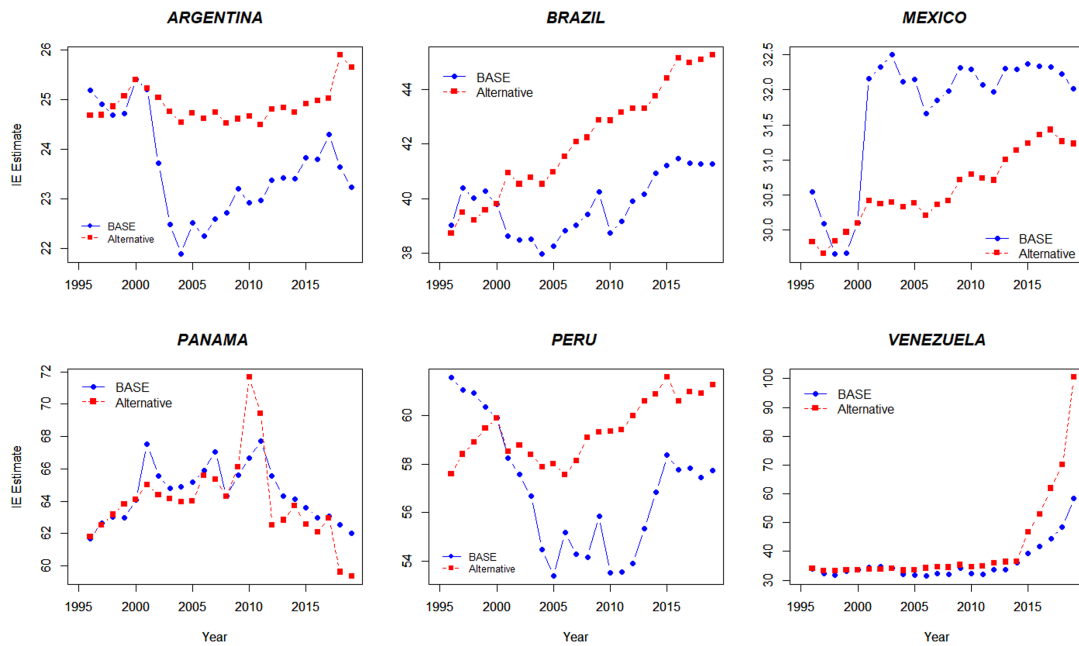 ARGENTINA
IE Estimate
26
25
24
23
22
BASE
Alternative
1995 2000 2005 2010 2015
BRAZIL
44
42
40
38
BASE
Alternative
1995 2000 2005 2010 2015
MEXICO
32.5
32.0
31.5
31.0
30.5
30.0
BASE
Alternative
1995 2000 2005 2010 2015
PANAMA
IE Estimate
72
70
68
66
64
62
60
BASE
Alternative
1995 2000 2005 2010 2015
Year
PERU
60
58
56
54
BASE
Alternative
1995 2000 2005 2010 2015
Year
VENEZUELA
100
90
80
70
60
50
40
30
BASE
Alternative
1995 2000 2005 2010 2015
Year